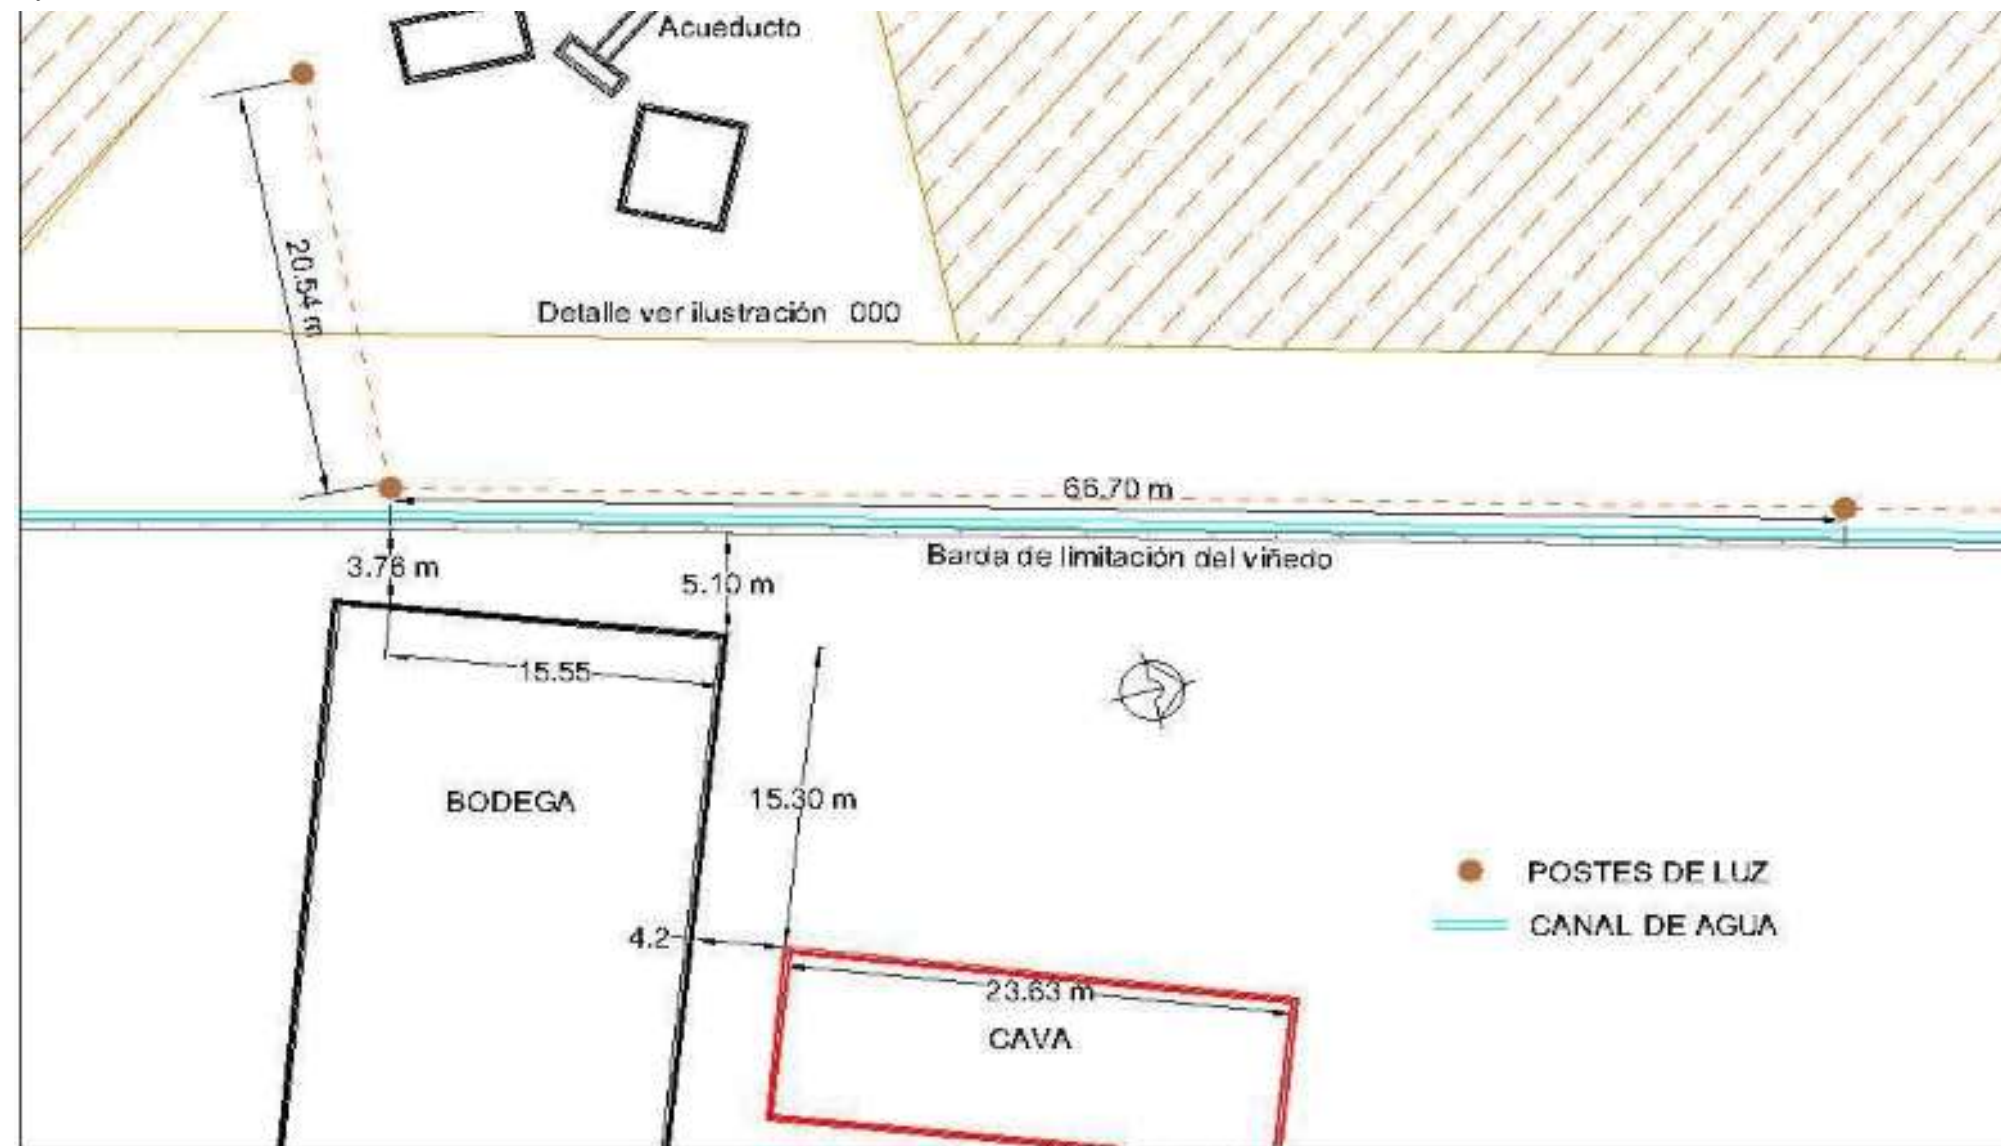 Acueducto
20.54 m
Detalle ver ilustración 000
66.70 m
Barda de limitación del viñedo
3.76 m
5.10 m
15.55
BODEGA
15.30 m
POSTES DE LUZ
CANAL DE AGUA
4.2
23.63 m
CAVA